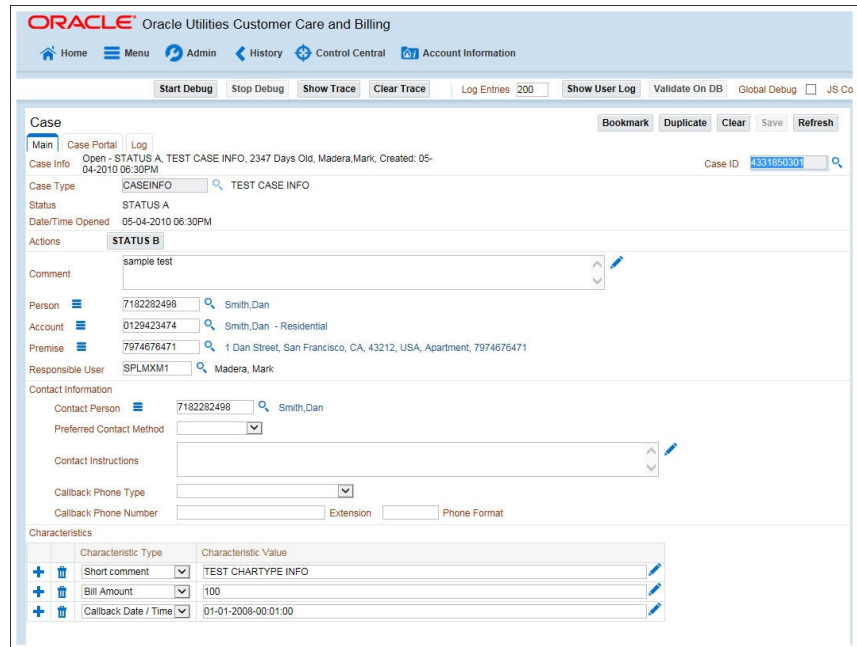 ORACLE® Oracle Utilities Customer Care and Billing
Home Menu Admin History Control Central Account Information
Start Debug Stop Debug Show Trace Clear Trace Log Entries 200 Show User Log Validate On DB Global Debug JS Co
Case Bookmark Duplicate Clear Save Refresh
Main Case Portal Log
Case Info Open - STATUS A, TEST CASE INFO, 2347 Days Old, Madera,Mark, Created: 05-
04-2010 06:30PM Case ID 4331850301
Case Type CASEINFO TEST CASE INFO
Status STATUS A
Date/Time Opened 05-04-2010 06:30PM
Actions STATUS B
Comment sample test
Person 7182282498 Smith,Dan
Account 0129423474 Smith,Dan - Residential
Premise 7974676471 1 Dan Street, San Francisco, CA, 43212, USA, Apartment, 7974676471
Responsible User SPLMXM1 Madera, Mark
Contact Information
Contact Person 7182282498 Smith,Dan
Preferred Contact Method
Contact Instructions
Callback Phone Type
Callback Phone Number Extension Phone Format
Characteristics
Characteristic Type Characteristic Value
Short comment TEST CHARTYPE INFO
Bill Amount 100
Callback Date / Time 01-01-2008-00:01:00